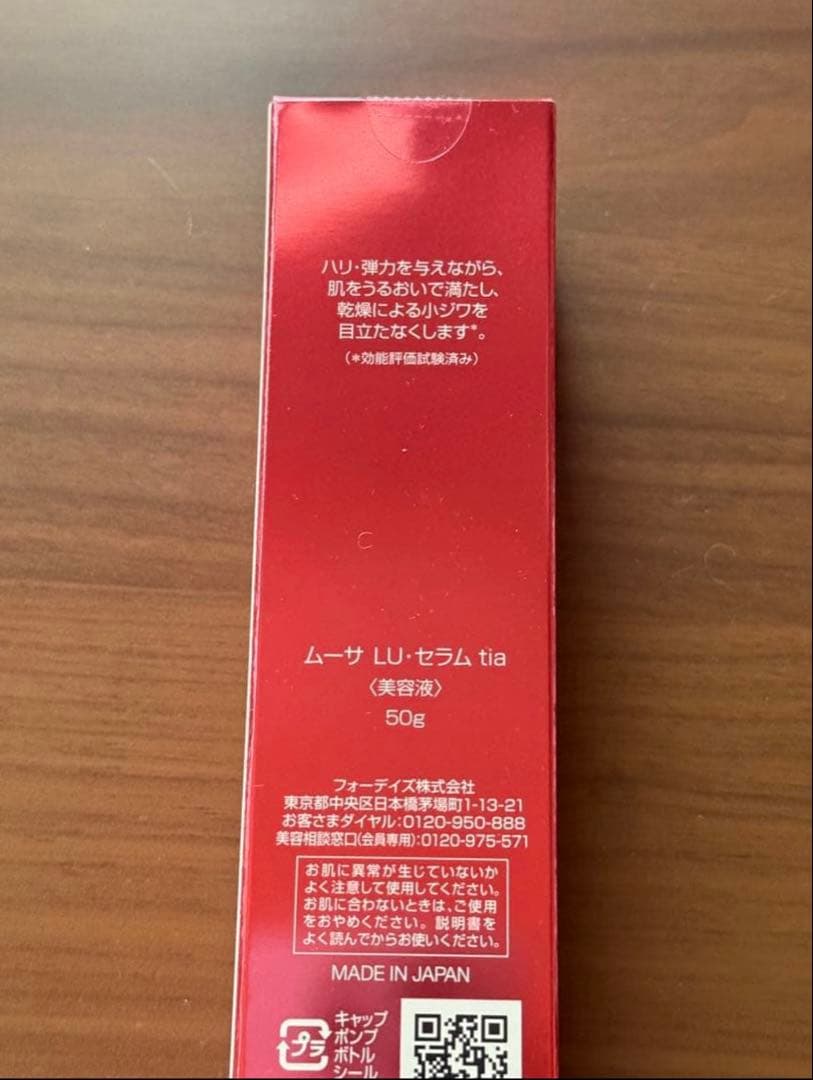 ハリ・弾力を与えながら、
肌をうるおいで満たし、
乾燥による小ジワを
目立たなくします*。
(*効能評価試験済み)
ムーサ LU・セラム tia
〈美容液〉
50g
フォーデイズ株式会社
東京都中央区日本橋茅場町1-13-21
お客さまダイヤル:0120-950-888
美容相談窓口(会員専用):0120-975-571
お肌に異常が生じていないか
よく注意して使用してください。
お肌に合わないときは、ご使用
をおやめください。説明書を
よく読んでからお使いください。
MADE IN JAPAN
プラ
キャップ
ポンプ
ボトル
シール